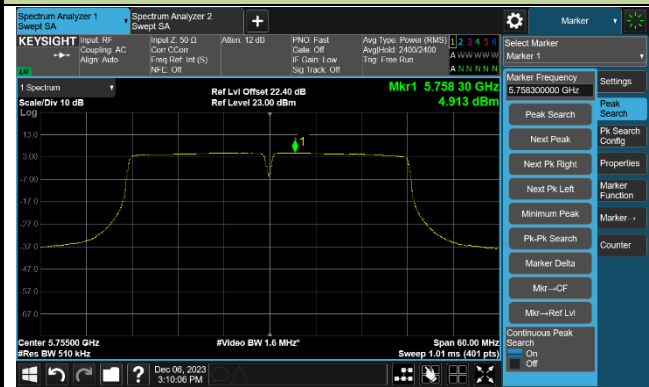 Spectrum Analyzer 1
Swept SA
Spectrum Analyzer 2
Swept SA
+
Marker
KEYSIGHT
Input: RF
Coupling: AC
Align: Auto
Input Z: 50 Ω
Corr CCorr
Freq Ref: Int (S)
NFE: Off
Atten: 12 dB
PNO: Fast
Gate: Off
IF Gain: Low
Sig Track: Off
Avg Type: Power (RMS)
Avg|Hold: 2400/2400
Trig: Free Run
1 2 3 4 5 6
A W W W W W
A N N N N N
Select Marker
Marker 1
1 Spectrum
Scale/Div 10 dB
Log
Ref Lvl Offset 22.40 dB
Ref Level 23.00 dBm
Mkr1 5.758 30 GHz
4.913 dBm
13.0
3.00
-7.00
-17.0
-27.0
-37.0
-47.0
-57.0
-67.0
1
Center 5.75500 GHz
#Res BW 510 kHz
#Video BW 1.6 MHz*
Span 60.00 MHz
Sweep 1.01 ms (401 pts)
Marker Frequency
5.758300000 GHz
Peak Search
Next Peak
Next Pk Right
Next Pk Left
Minimum Peak
Pk-Pk Search
Marker Delta
Mkr→CF
Mkr→Ref Lvl
Continuous Peak
Search
On
Off
Settings
Peak
Search
Pk Search
Config
Properties
Marker
Function
Marker→
Counter
?
Dec 06, 2023
3:10:06 PM